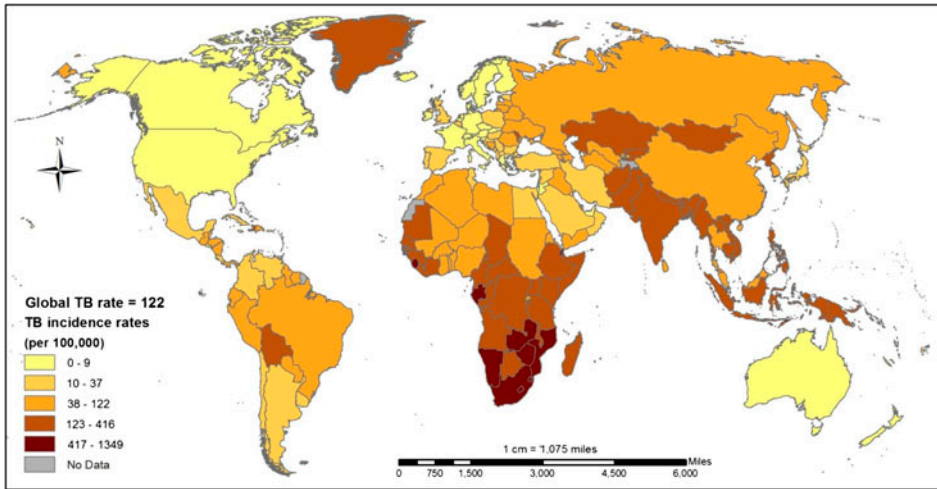 N
Global TB rate = 122
TB incidence rates
(per 100,000)
0 - 9
10 - 37
38 - 122
123 - 416
417 - 1349
No Data
1 cm = 1,075 miles
Miles
0 750 1,500 3,000 4,500 6,000